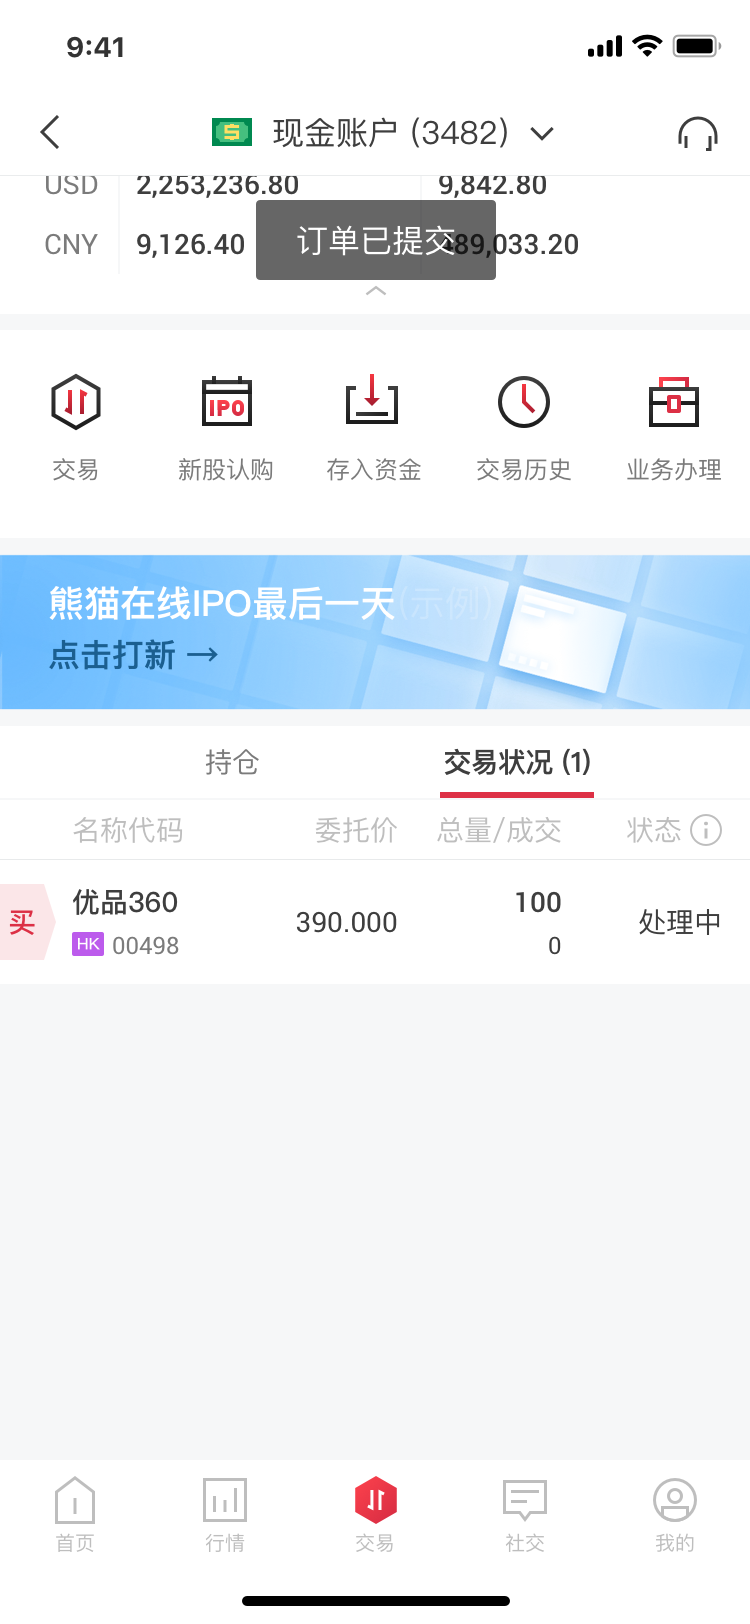 9:41
现金账户 (3482)
USD 2,253,236.80 9,842.80
CNY 9,126.40 489,033.20
订单已提交
IPO
交易 新股认购 存入资金 交易历史 业务办理
熊猫在线IPO最后一天(示例)
点击打新 →
持仓 交易状况 (1)
名称代码 委托价 总量/成交 状态
买 优品360 390.000 100 处理中
HK 00498 0
首页 行情 交易 社交 我的